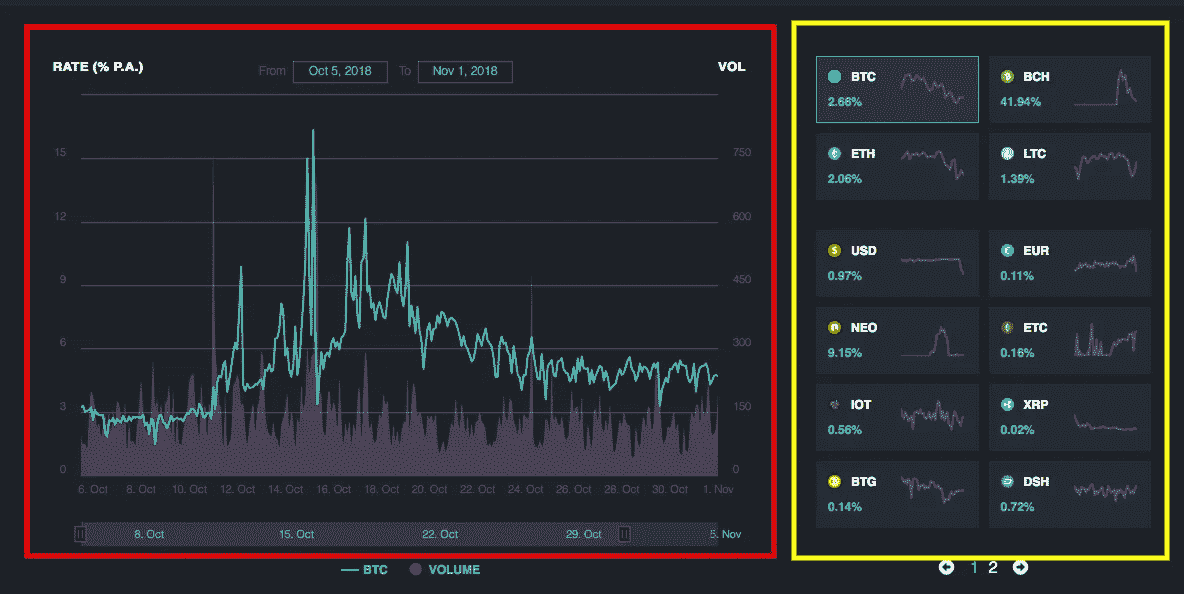 RATE (% P.A.) From Oct 5, 2018 To Nov 1, 2018 VOL
15 750
12 600
9 450
6 300
3 150
0 0
6. Oct 8. Oct 10. Oct 12. Oct 14. Oct 16. Oct 18. Oct 20. Oct 22. Oct 24. Oct 26. Oct 28. Oct 30. Oct 1. Nov
8. Oct 15. Oct 22. Oct 29. Oct 5. Nov
BTC VOLUME
BTC
2.66%
BCH
41.94%
ETH
2.06%
LTC
1.39%
USD
0.97%
EUR
0.11%
NEO
9.15%
ETC
0.16%
IOT
0.56%
XRP
0.02%
BTG
0.14%
DSH
0.72%
1 2